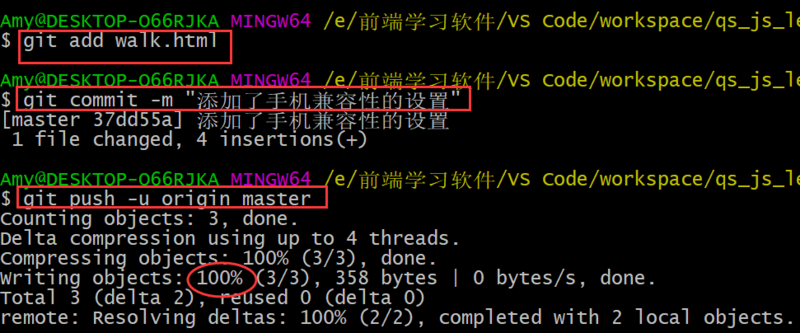 Amy@DESKTOP-O66RJKA MINGW64 /e/前端学习软件/VS Code/workspace/qs_js_le
$ git add walk.html
Amy@DESKTOP-O66RJKA MINGW64 /e/前端学习软件/VS Code/workspace/qs_js_le
$ git commit -m "添加了手机兼容性的设置"
[master 37dd55a] 添加了手机兼容性的设置
1 file changed, 4 insertions(+)
Amy@DESKTOP-O66RJKA MINGW64 /e/前端学习软件/VS Code/workspace/qs_js_le
$ git push -u origin master
Counting objects: 3, done.
Delta compression using up to 4 threads.
Compressing objects: 100% (3/3), done.
Writing objects: 100% (3/3), 358 bytes | 0 bytes/s, done.
Total 3 (delta 2), reused 0 (delta 0)
remote: Resolving deltas: 100% (2/2), completed with 2 local objects.